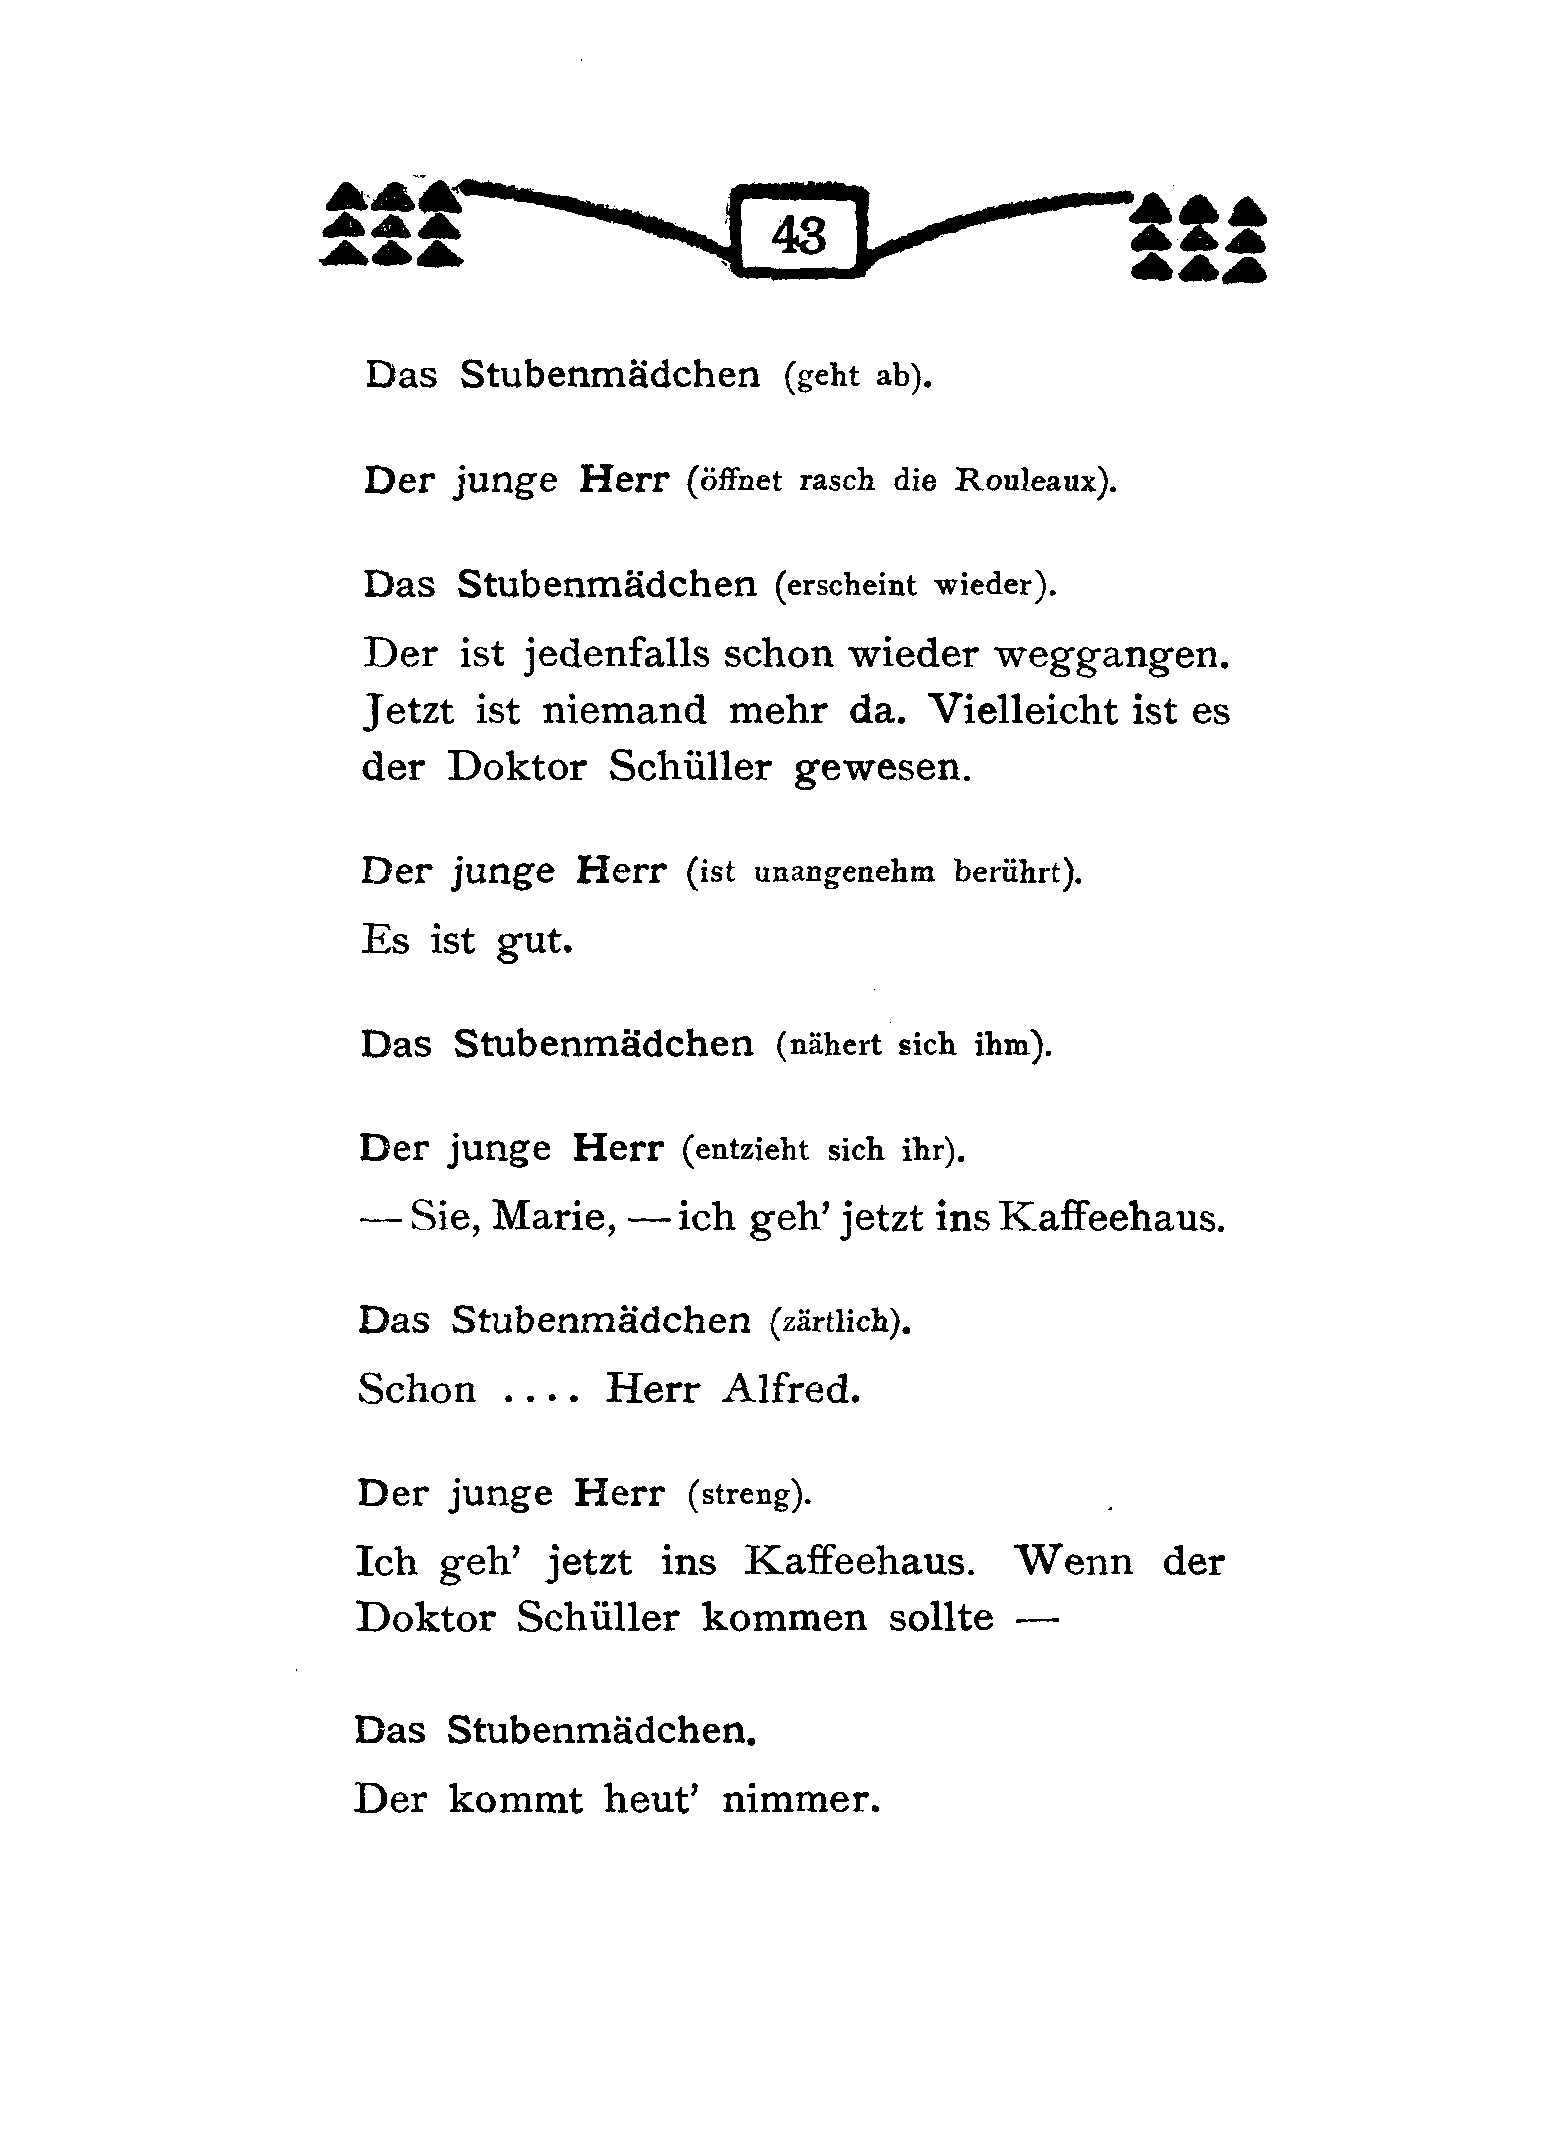 43
Das Stubenmädchen (geht ab).
Der junge Herr (öffnet rasch die Rouleaux).
Das Stubenmädchen (erscheint wieder).
Der ist jedenfalls schon wieder weggangen.
Jetzt ist niemand mehr da. Vielleicht ist es
der Doktor Schüller gewesen.
Der junge Herr (ist unangenehm berührt).
Es ist gut.
Das Stubenmädchen (nähert sich ihm).
Der junge Herr (entzieht sich ihr).
— Sie, Marie, — ich geh’ jetzt ins Kaffeehaus.
Das Stubenmädchen (zärtlich).
Schon .... Herr Alfred.
Der junge Herr (streng).
Ich geh’ jetzt ins Kaffeehaus. Wenn der
Doktor Schüller kommen sollte —
Das Stubenmädchen.
Der kommt heut’ nimmer.